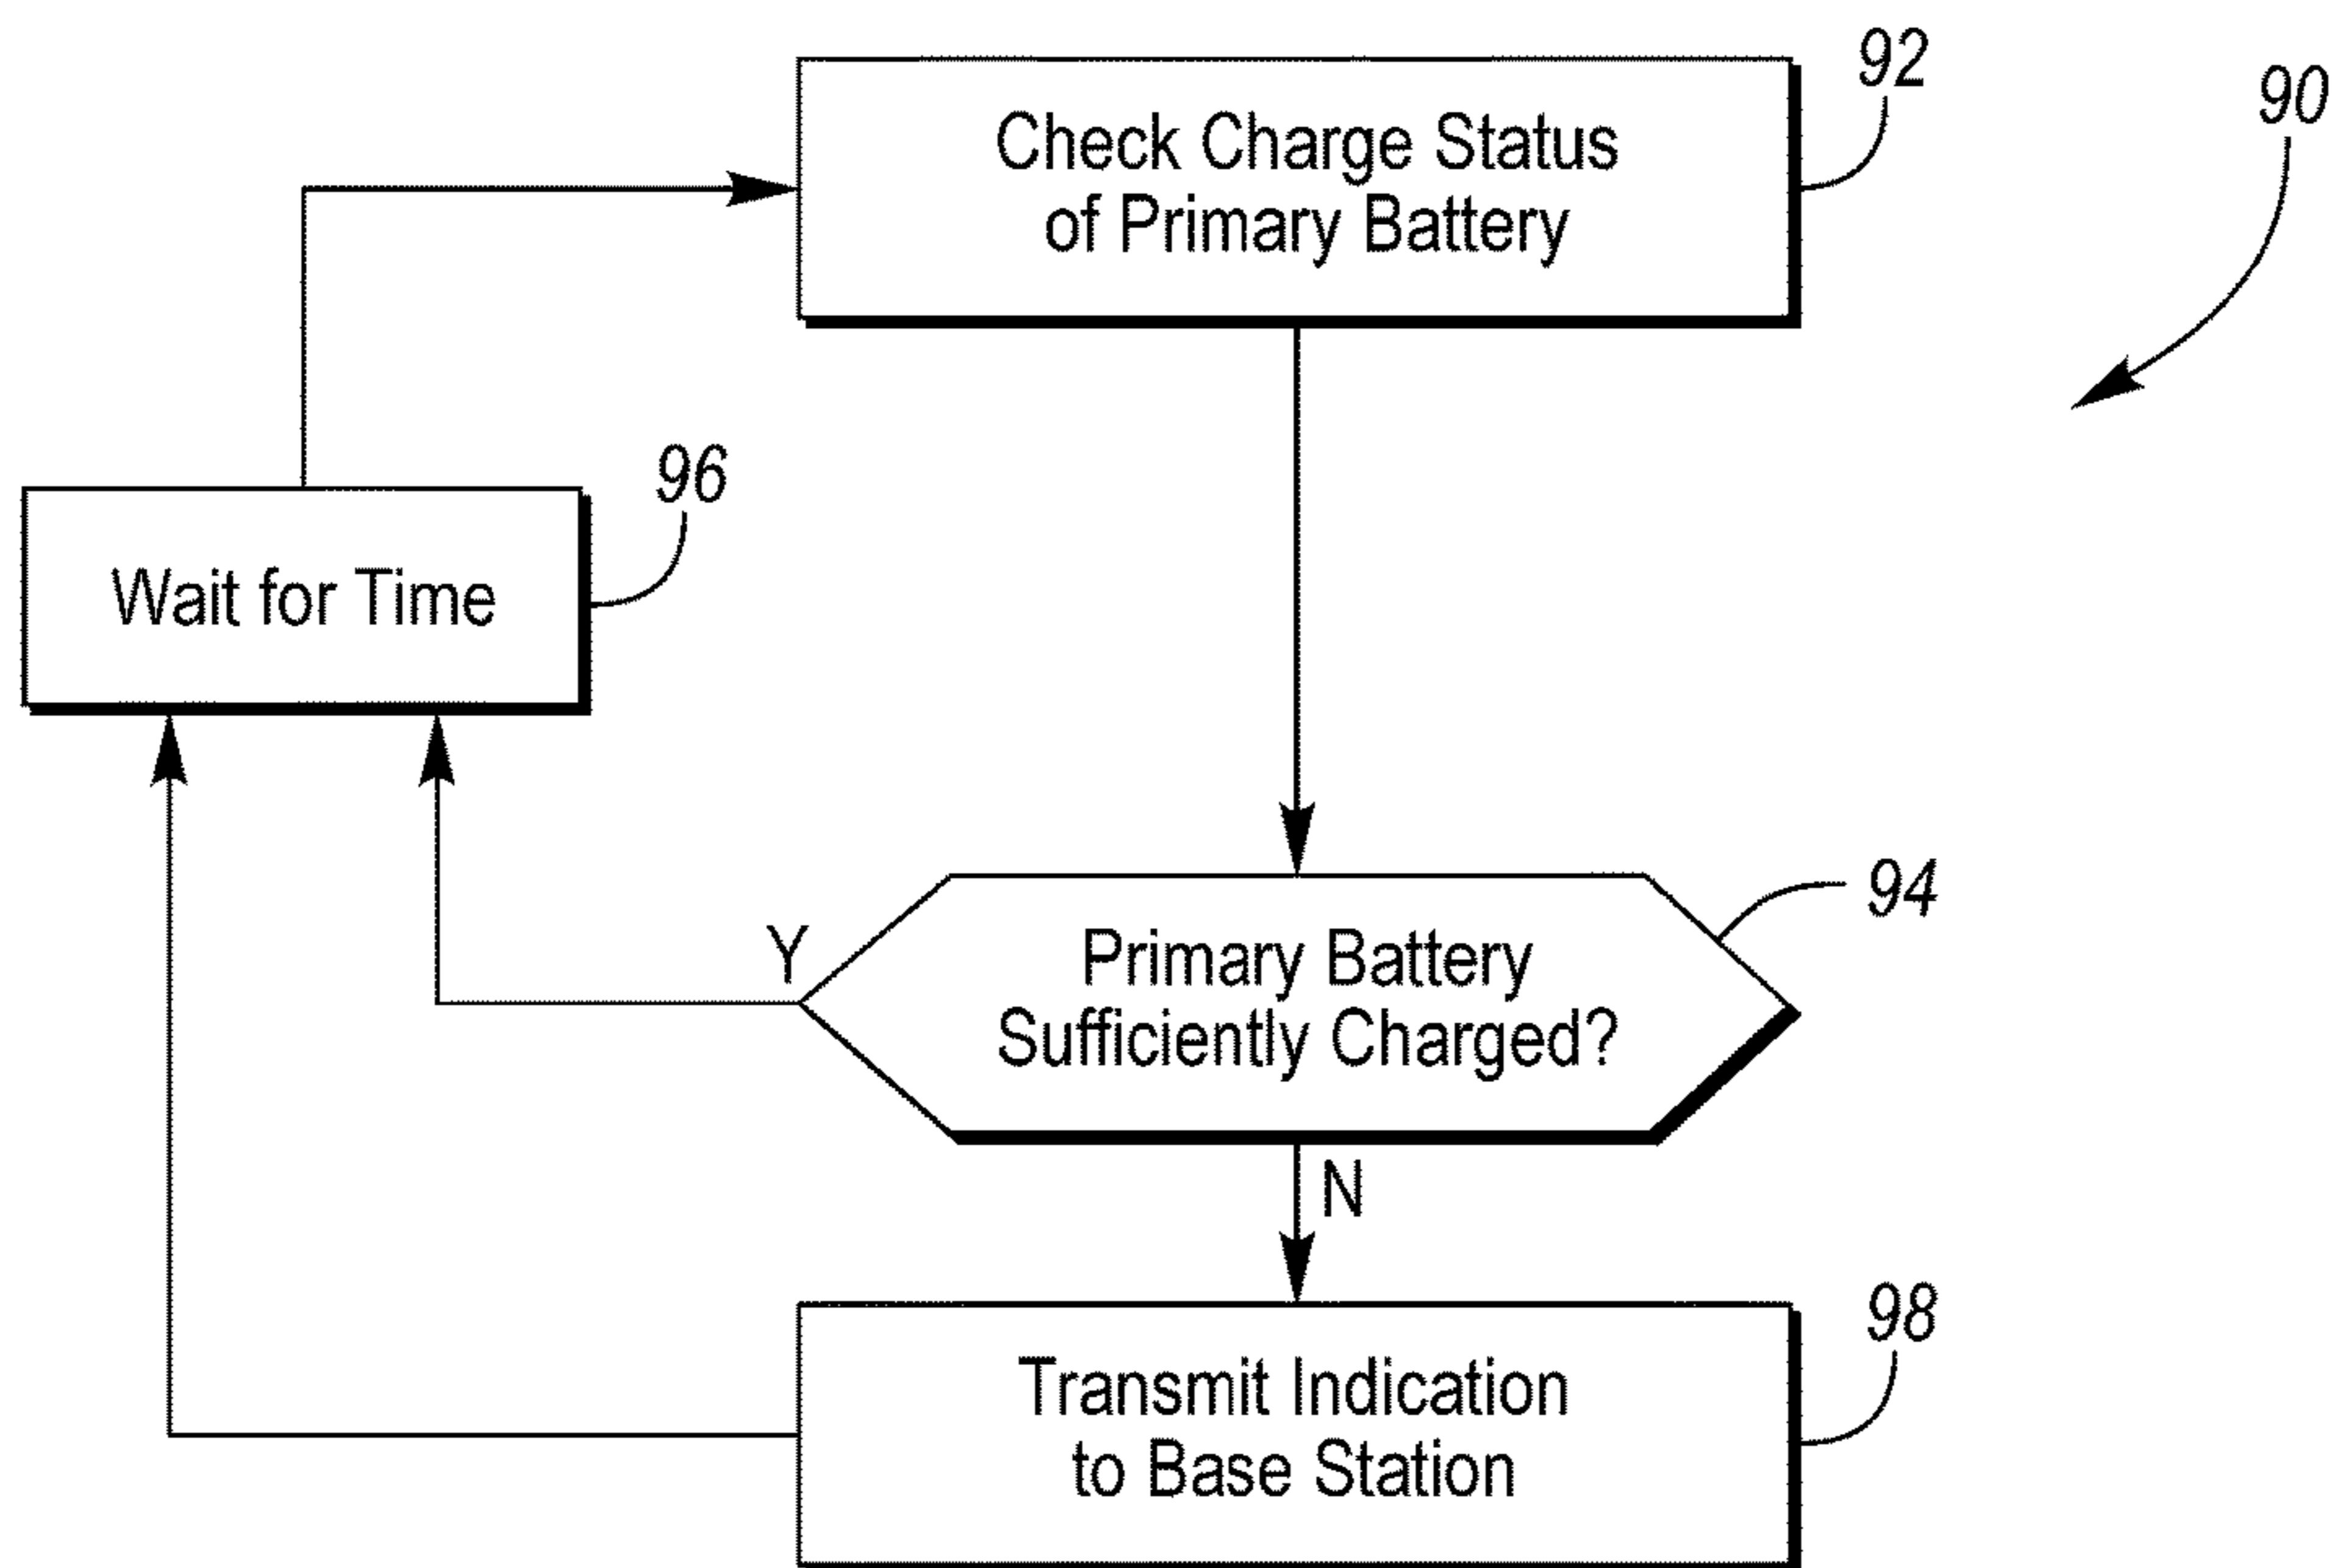 92
90
Check Charge Status
of Primary Battery
96
Wait for Time
94
Y
Primary Battery
Sufficiently Charged?
N
98
Transmit Indication
to Base Station